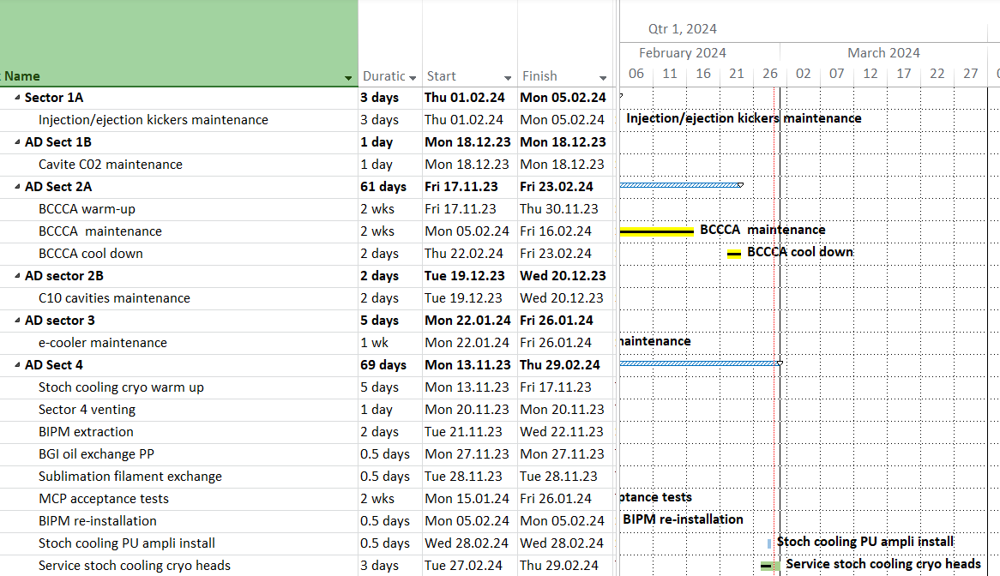 Qtr 1, 2024
February 2024 March 2024
Name Duratic Start Finish 06 11 16 21 26 02 07 12 17 22 27
Sector 1A 3 days Thu 01.02.24 Mon 05.02.24
Injection/ejection kickers maintenance 3 days Thu 01.02.24 Mon 05.02.24 Injection/ejection kickers maintenance
AD Sect 1B 1 day Mon 18.12.23 Mon 18.12.23
Cavite C02 maintenance 1 day Mon 18.12.23 Mon 18.12.23
AD Sect 2A 61 days Fri 17.11.23 Fri 23.02.24
BCCCA warm-up 2 wks Fri 17.11.23 Thu 30.11.23
BCCCA maintenance 2 wks Mon 05.02.24 Fri 16.02.24 BCCCA maintenance
BCCCA cool down 2 days Thu 22.02.24 Fri 23.02.24 BCCCA cool down
AD sector 2B 2 days Tue 19.12.23 Wed 20.12.23
C10 cavities maintenance 2 days Tue 19.12.23 Wed 20.12.23
AD sector 3 5 days Mon 22.01.24 Fri 26.01.24
e-cooler maintenance 1 wk Mon 22.01.24 Fri 26.01.24 naintenance
AD Sect 4 69 days Mon 13.11.23 Thu 29.02.24
Stoch cooling cryo warm up 5 days Mon 13.11.23 Fri 17.11.23
Sector 4 venting 1 day Mon 20.11.23 Mon 20.11.23
BIPM extraction 2 days Tue 21.11.23 Wed 22.11.23
BGI oil exchange PP 0.5 days Mon 27.11.23 Mon 27.11.23
Sublimation filament exchange 0.5 days Tue 28.11.23 Tue 28.11.23
MCP acceptance tests 2 wks Mon 15.01.24 Fri 26.01.24 ptance tests
BIPM re-installation 0.5 days Mon 05.02.24 Mon 05.02.24 BIPM re-installation
Stoch cooling PU ampli install 0.5 days Wed 28.02.24 Wed 28.02.24 Stoch cooling PU ampli install
Service stoch cooling cryo heads 3 days Tue 27.02.24 Thu 29.02.24 Service stoch cooling cryo heads